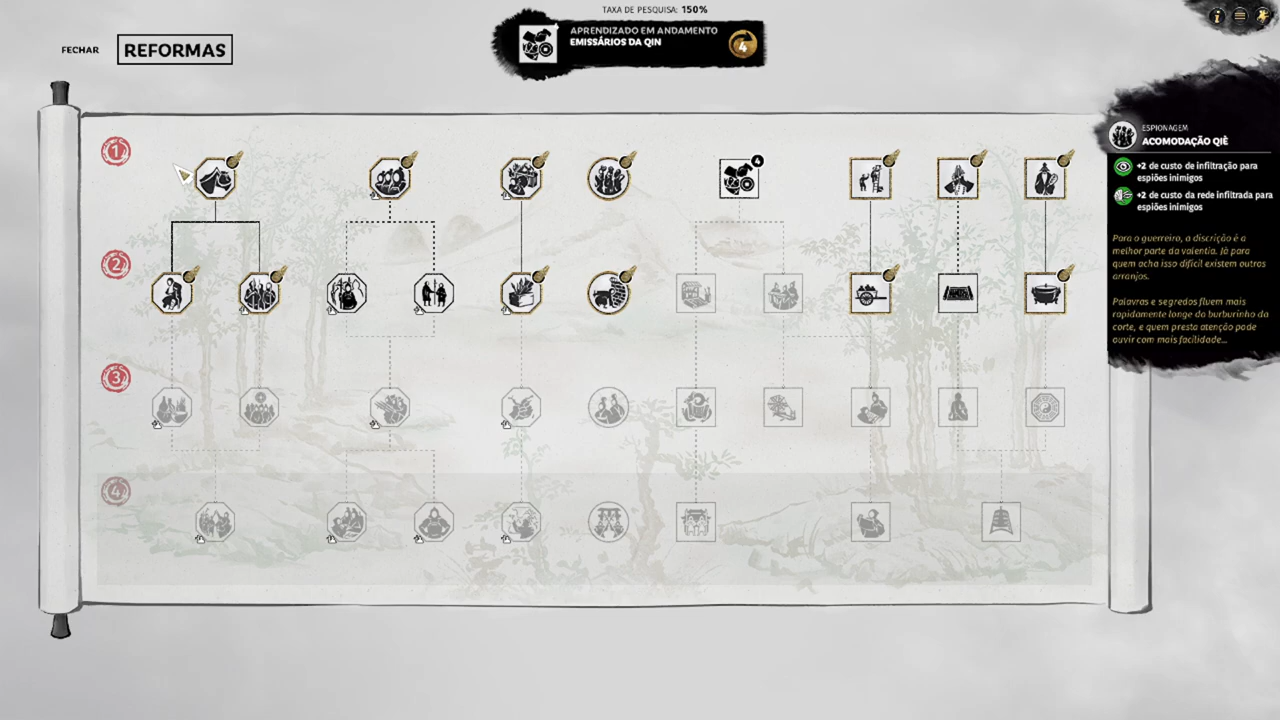 TAXA DE PESQUISA: 150%
APRENDIZADO EM ANDAMENTO
EMISSÁRIOS DA QIN
4
FECHAR
REFORMAS
1
4
2
3
4
ESPIONAGEM
ACOMODAÇÃO QIÈ
+2 de custo de infiltração para
espiões inimigos
+2 de custo da rede infiltrada para
espiões inimigos
Para o guerreiro, a discrição é a
melhor parte da valentia. Já para
quem acha isso difícil existem outros
arranjos.
Palavras e segredos fluem mais
rapidamente longe do burburinho da
corte, e quem presta atenção pode
ouvir com mais facilidade...